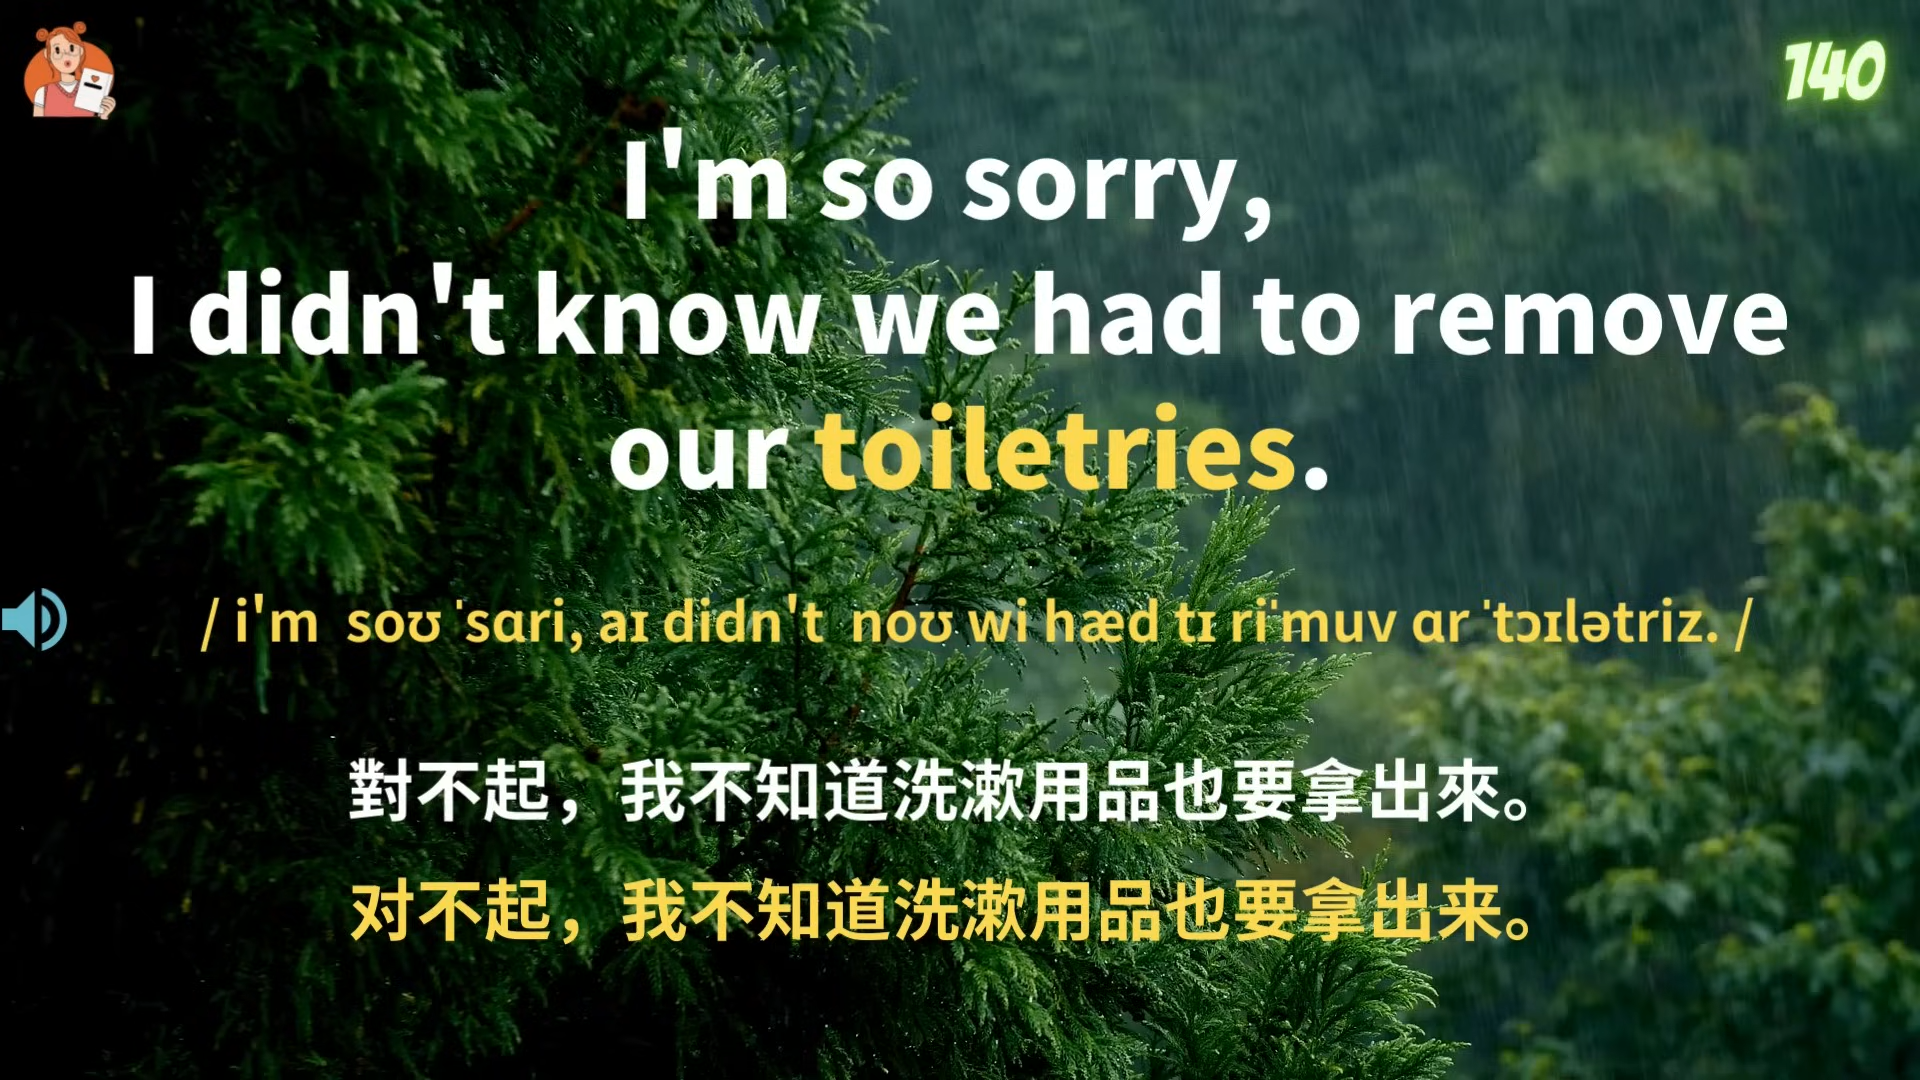 140
I'm so sorry,
I didn't know we had to remove
our toiletries.
/ i'm  soʊ ˈsɑri, aɪ didn't  noʊ wi hæd tɪ riˈmuv ɑr ˈtɔɪlətriz. /
對不起，我不知道洗漱用品也要拿出來。
对不起，我不知道洗漱用品也要拿出来。